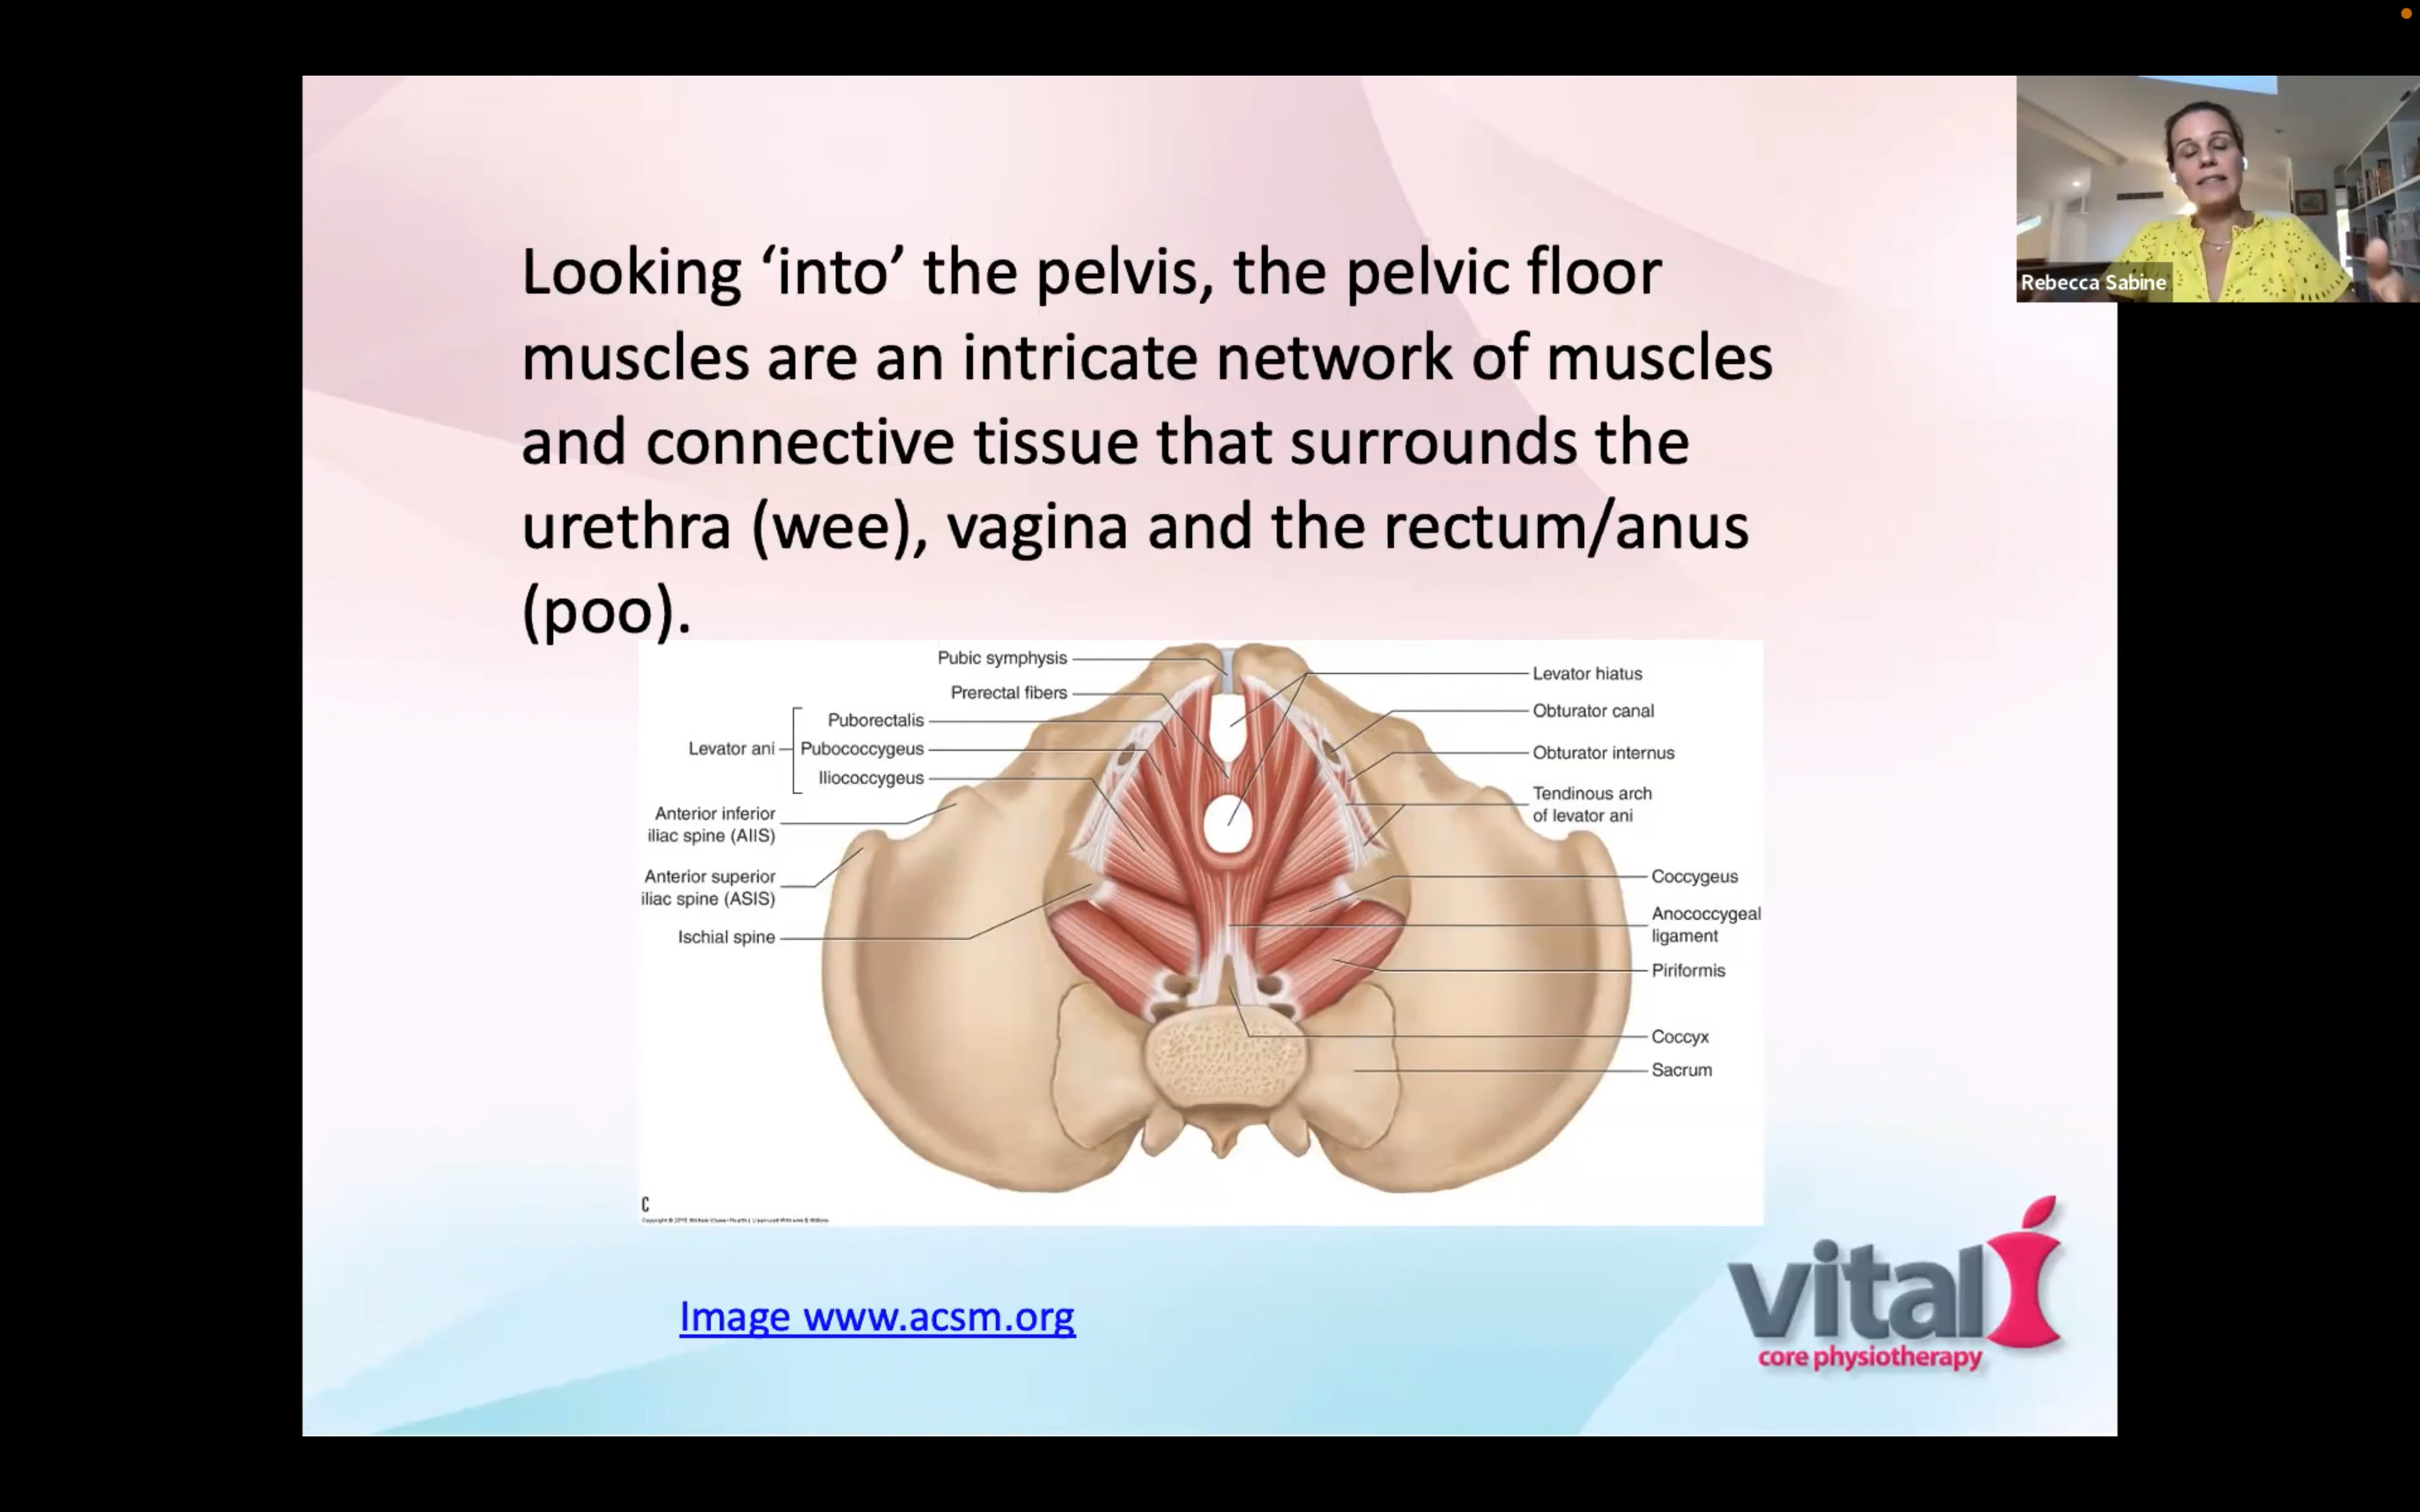 Rebecca Sabine
Looking ‘into’ the pelvis, the pelvic floor
muscles are an intricate network of muscles
and connective tissue that surrounds the
urethra (wee), vagina and the rectum/anus
(poo).
Pubic symphysis
Prerectal fibers
Puborectalis
Levator ani
Pubococcygeus
Iliococcygeus
Anterior inferior
iliac spine (AIIS)
Anterior superior
iliac spine (ASIS)
Ischial spine
Levator hiatus
Obturator canal
Obturator internus
Tendinous arch
of levator ani
Coccygeus
Anococcygeal
ligament
Piriformis
Coccyx
Sacrum
C
Image www.acsm.org
vital
core physiotherapy